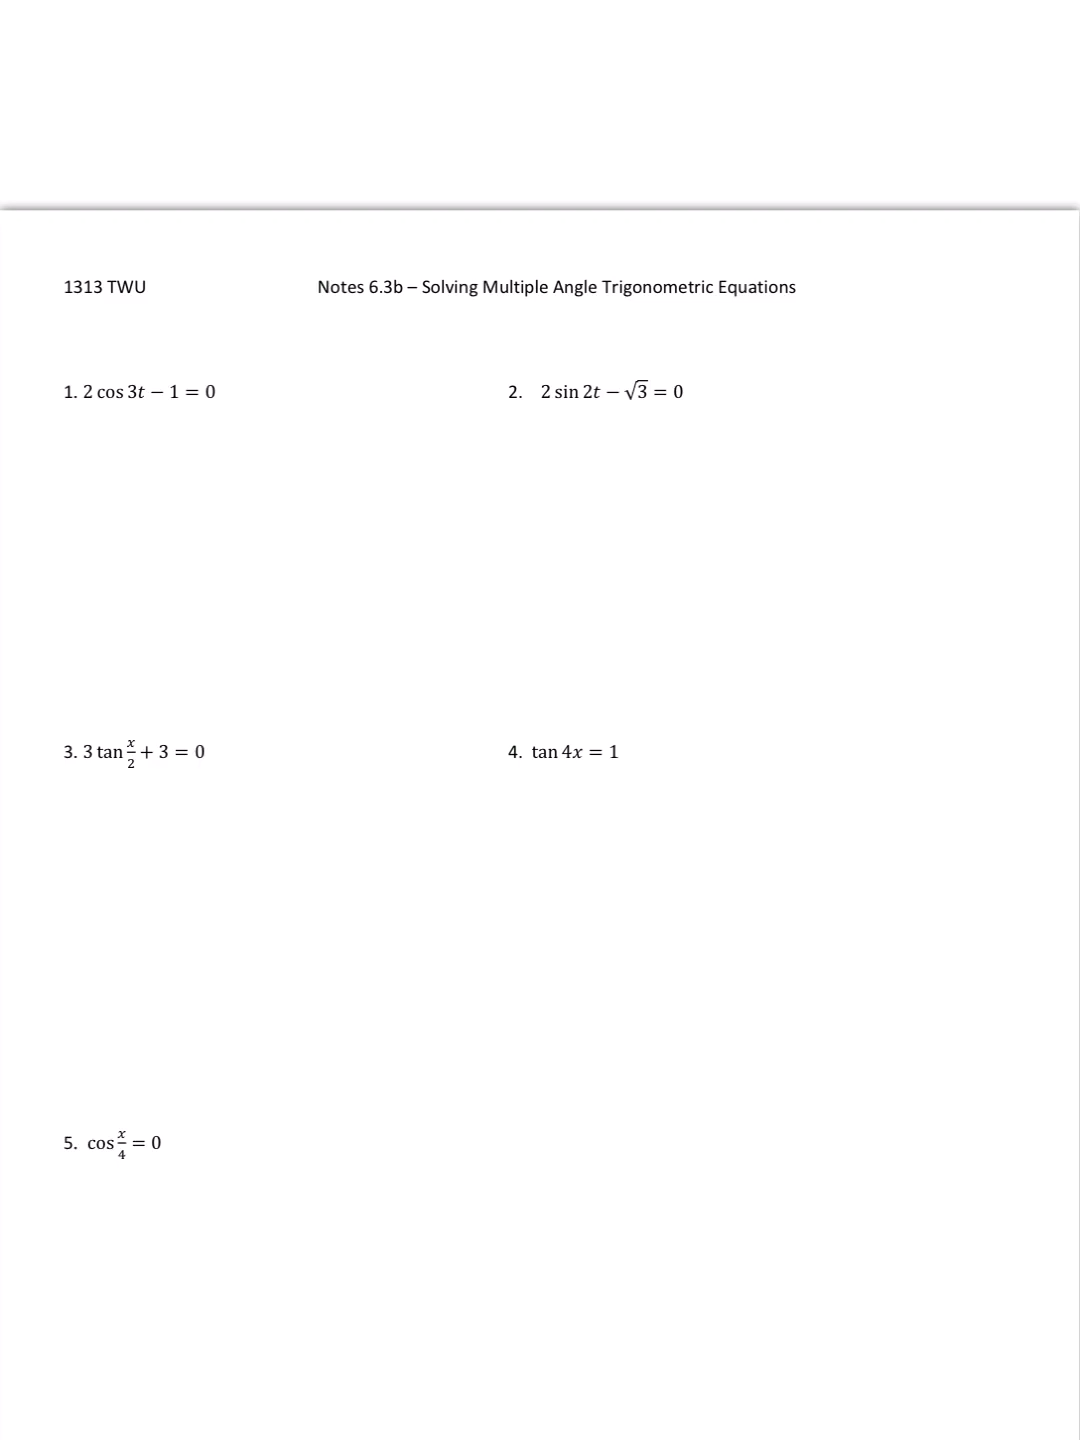 1313 TWU Notes 6.3b – Solving Multiple Angle Trigonometric Equations
1. 2 cos 3t − 1 = 0 2. 2 sin 2t − √3 = 0
3. 3 tan x/2 + 3 = 0 4. tan 4x = 1
5. cos x/4 = 0